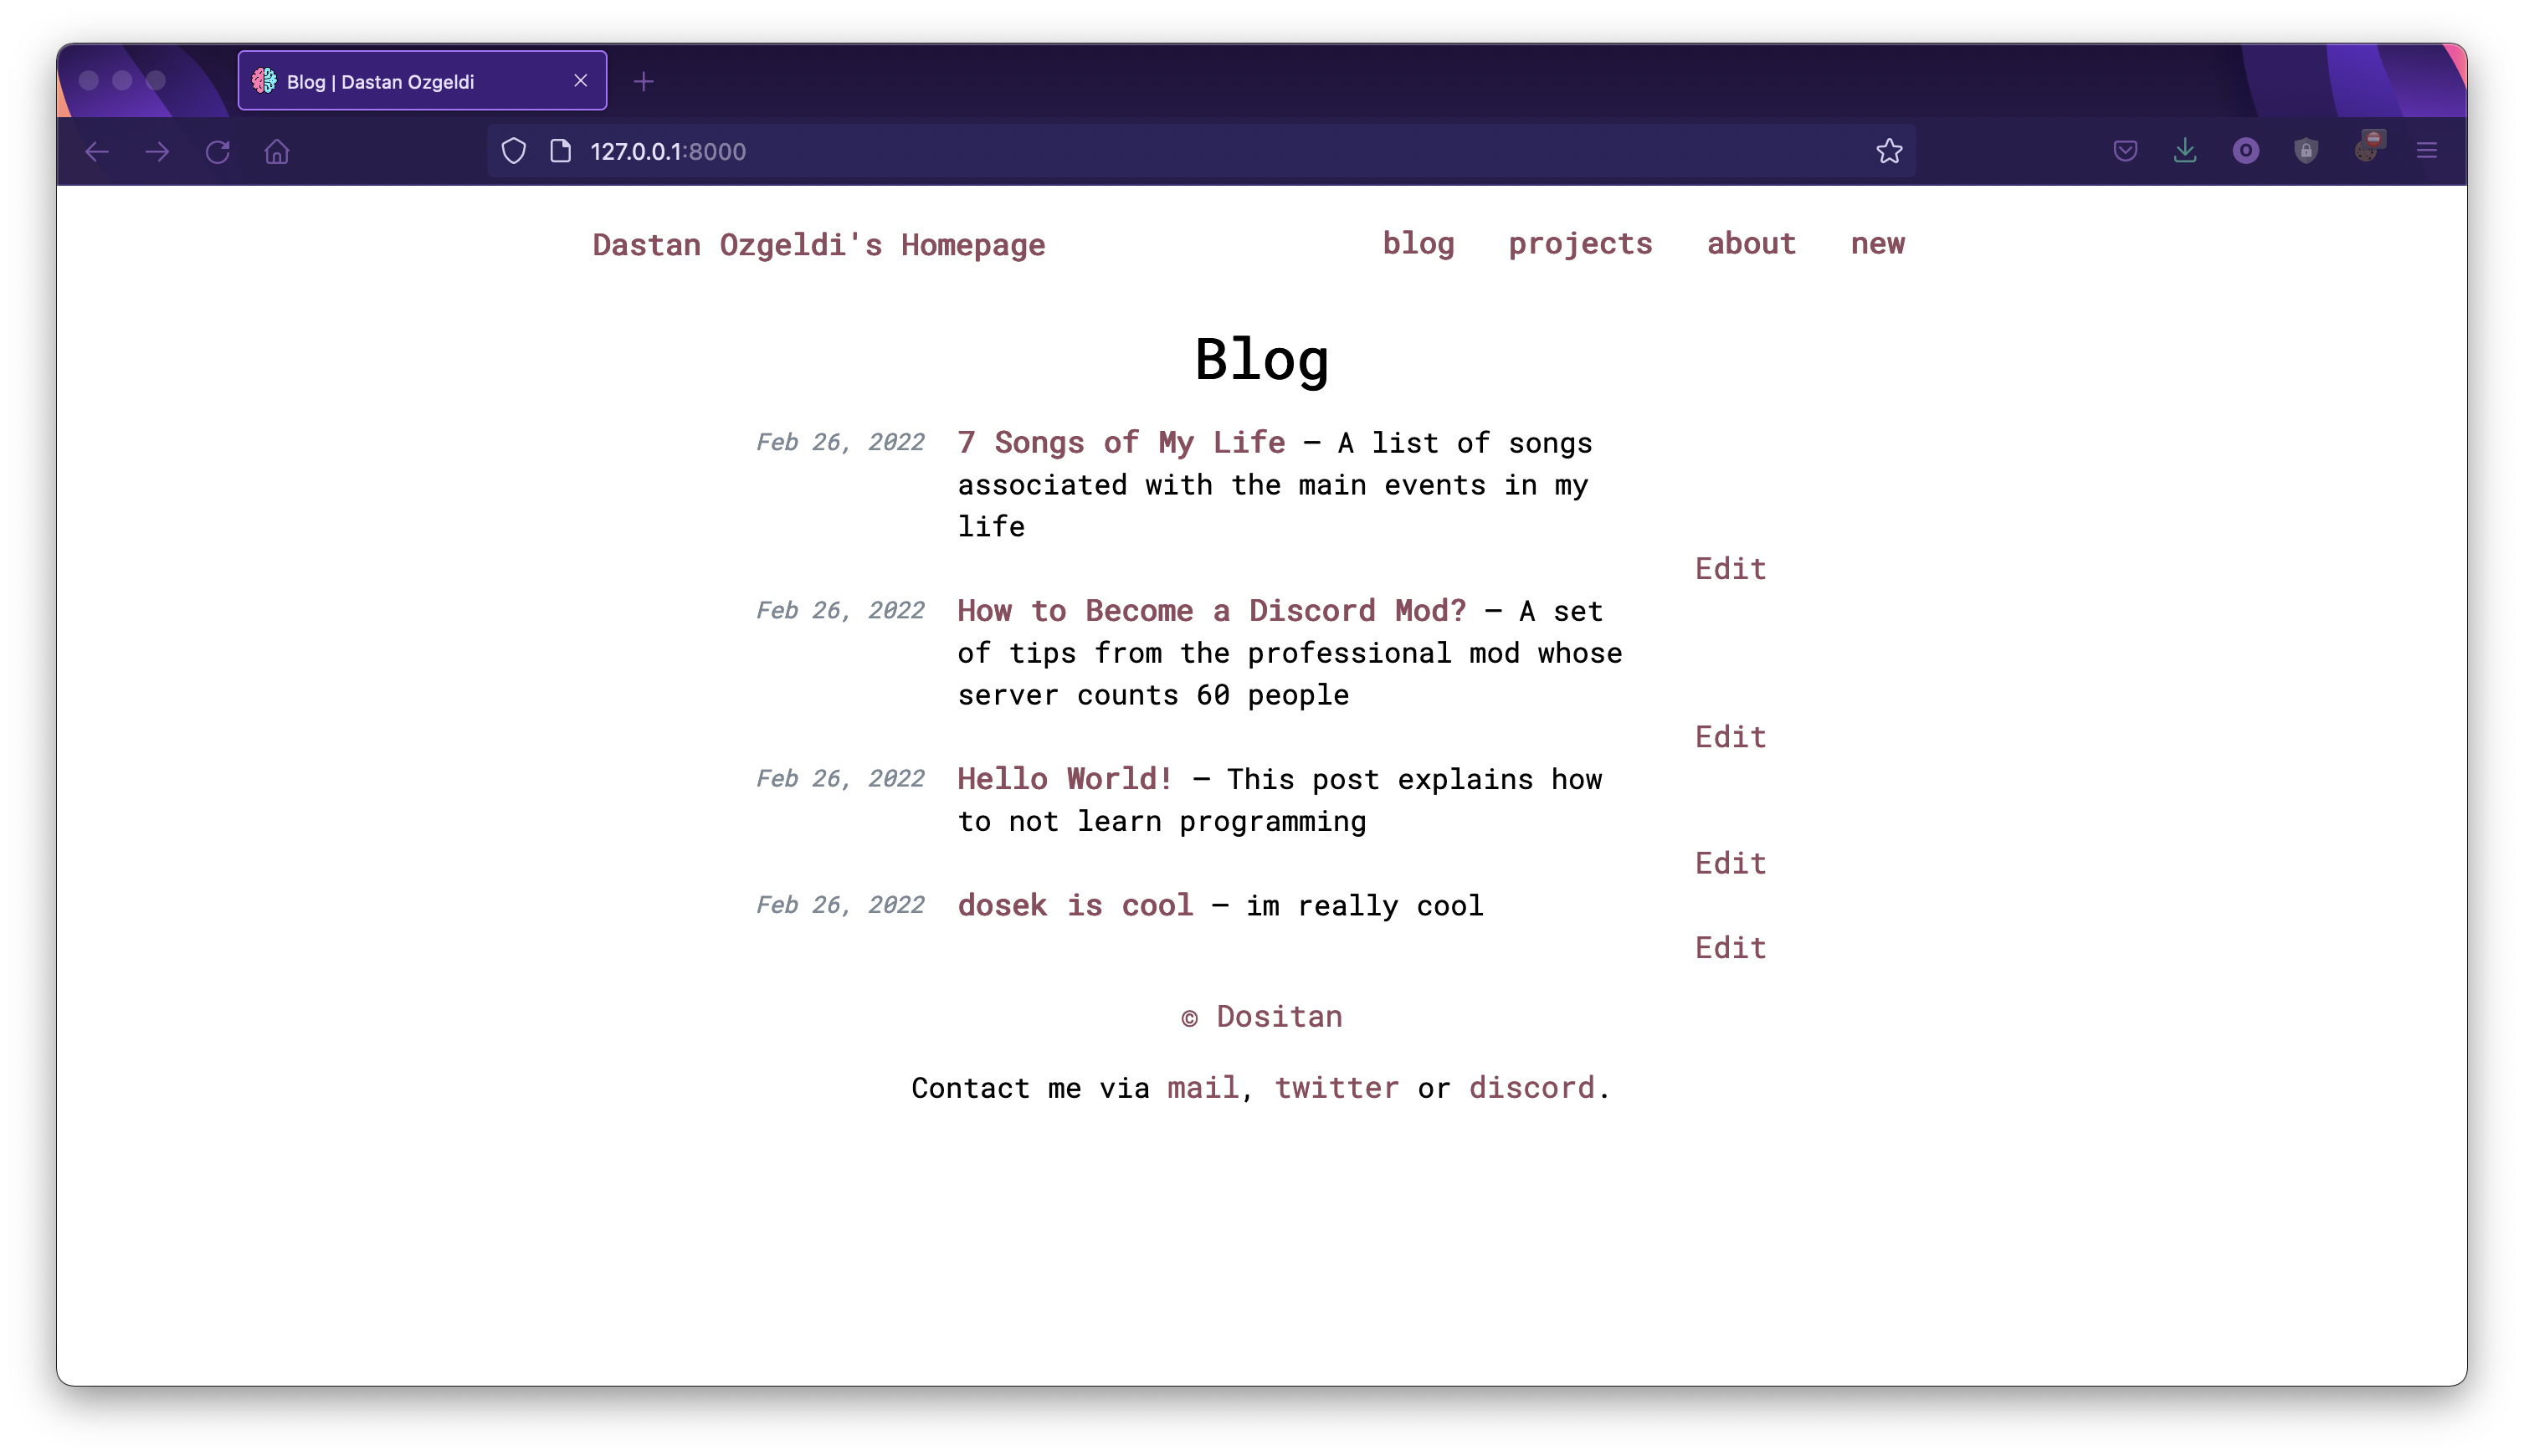 Blog | Dastan Ozgeldi
127.0.0.1:8000
Dastan Ozgeldi's Homepage blog projects about new
Blog
Feb 26, 2022 7 Songs of My Life — A list of songs
associated with the main events in my
life
Edit
Feb 26, 2022 How to Become a Discord Mod? — A set
of tips from the professional mod whose
server counts 60 people
Edit
Feb 26, 2022 Hello World! — This post explains how
to not learn programming
Edit
Feb 26, 2022 dosek is cool — im really cool
Edit
© Dositan
Contact me via mail, twitter or discord.